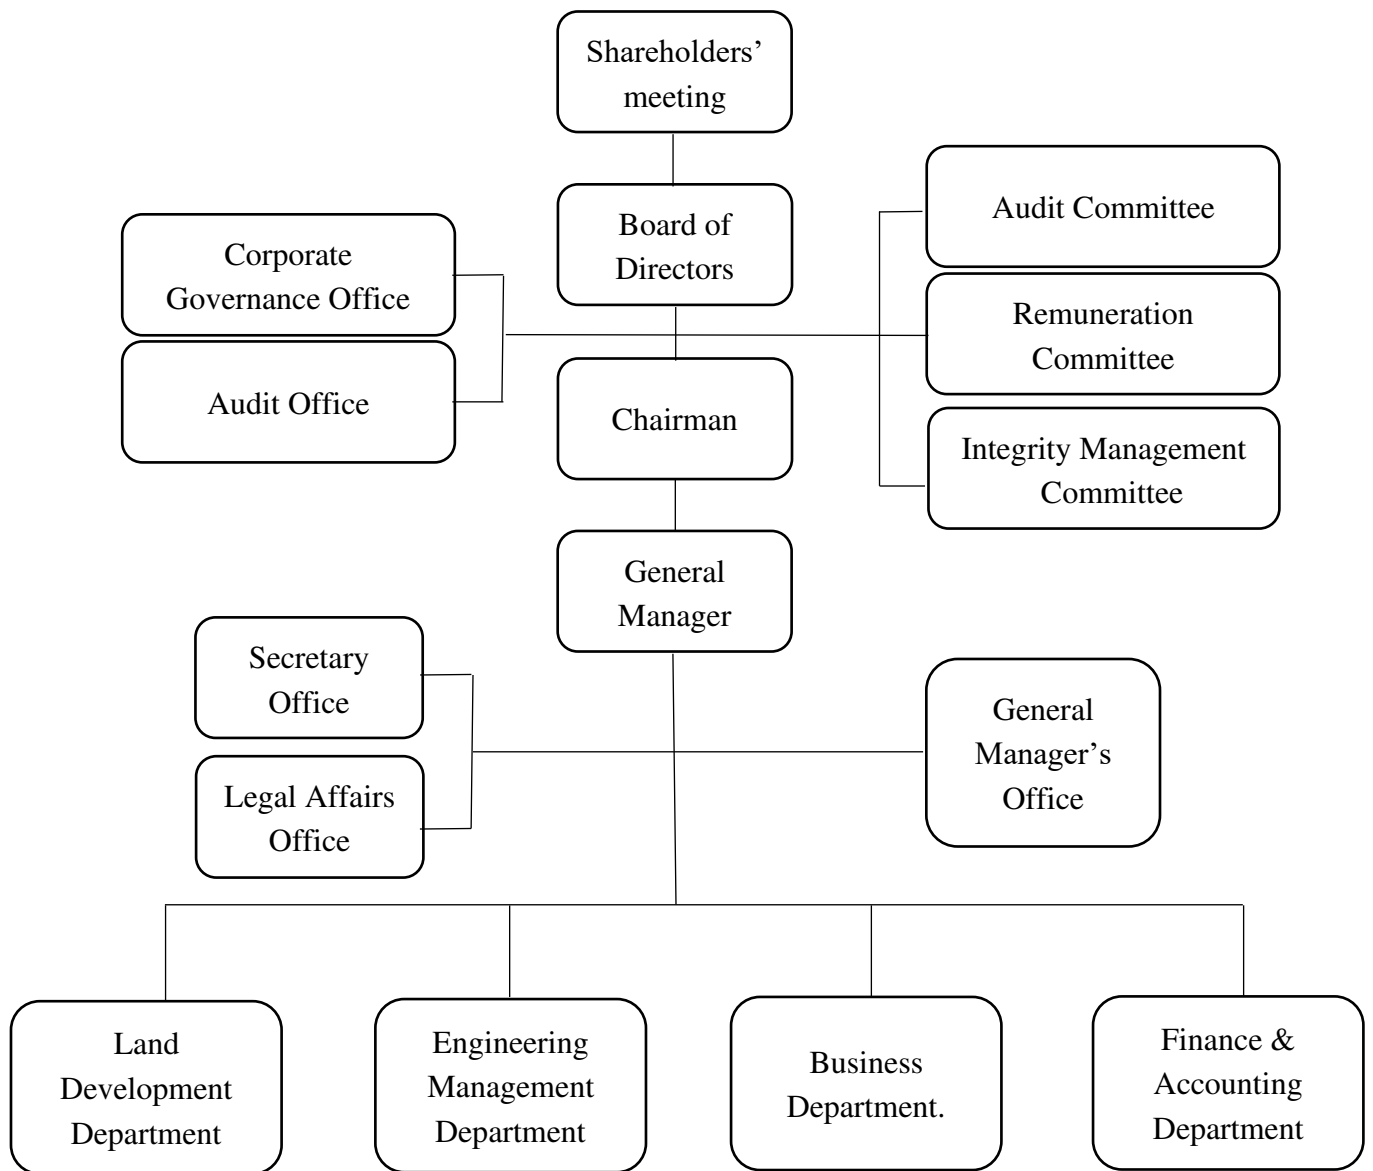 Shareholders’
meeting
Board of
Directors
Corporate
Governance Office
Audit Office
Audit Committee
Remuneration
Committee
Integrity Management
Committee
Chairman
General
Manager
Secretary
Office
Legal Affairs
Office
General
Manager’s
Office
Land
Development
Department
Engineering
Management
Department
Business
Department.
Finance &
Accounting
Department